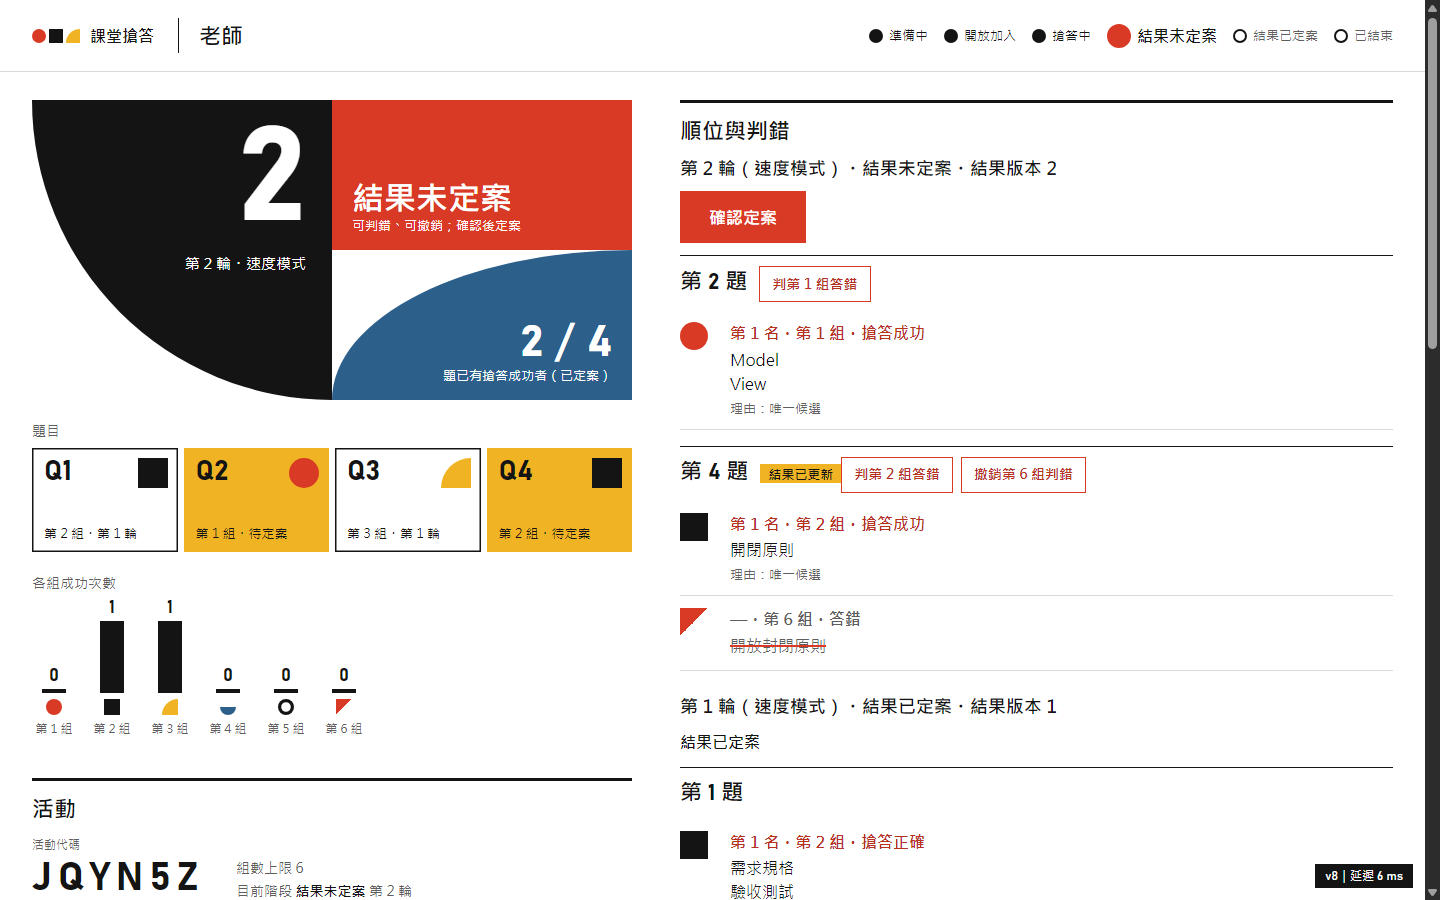 課堂搶答
老師
準備中
開放加入
搶答中
結果未定案
結果已定案
已結束
2
第 2 輪・速度模式
結果未定案
可判錯、可撤銷；確認後定案
2 / 4
題已有搶答成功者（已定案）
題目
Q1
第 2 組・第 1 輪
Q2
第 1 組・待定案
Q3
第 3 組・第 1 輪
Q4
第 2 組・待定案
各組成功次數
0
1
1
0
0
0
第 1 組
第 2 組
第 3 組
第 4 組
第 5 組
第 6 組
活動
活動代碼
JQYN5Z
組數上限 6
目前階段 結果未定案 第 2 輪
順位與判錯
第 2 輪（速度模式）・結果未定案・結果版本 2
確認定案
第 2 題
判第 1 組答錯
第 1 名・第 1 組・搶答成功
Model
View
理由：唯一候選
第 4 題
結果已更新
判第 2 組答錯
撤銷第 6 組判錯
第 1 名・第 2 組・搶答成功
開閉原則
理由：唯一候選
—・第 6 組・答錯
開放封閉原則
第 1 輪（速度模式）・結果已定案・結果版本 1
結果已定案
第 1 題
第 1 名・第 2 組・搶答正確
需求規格
驗收測試
v8 | 延遲 6 ms